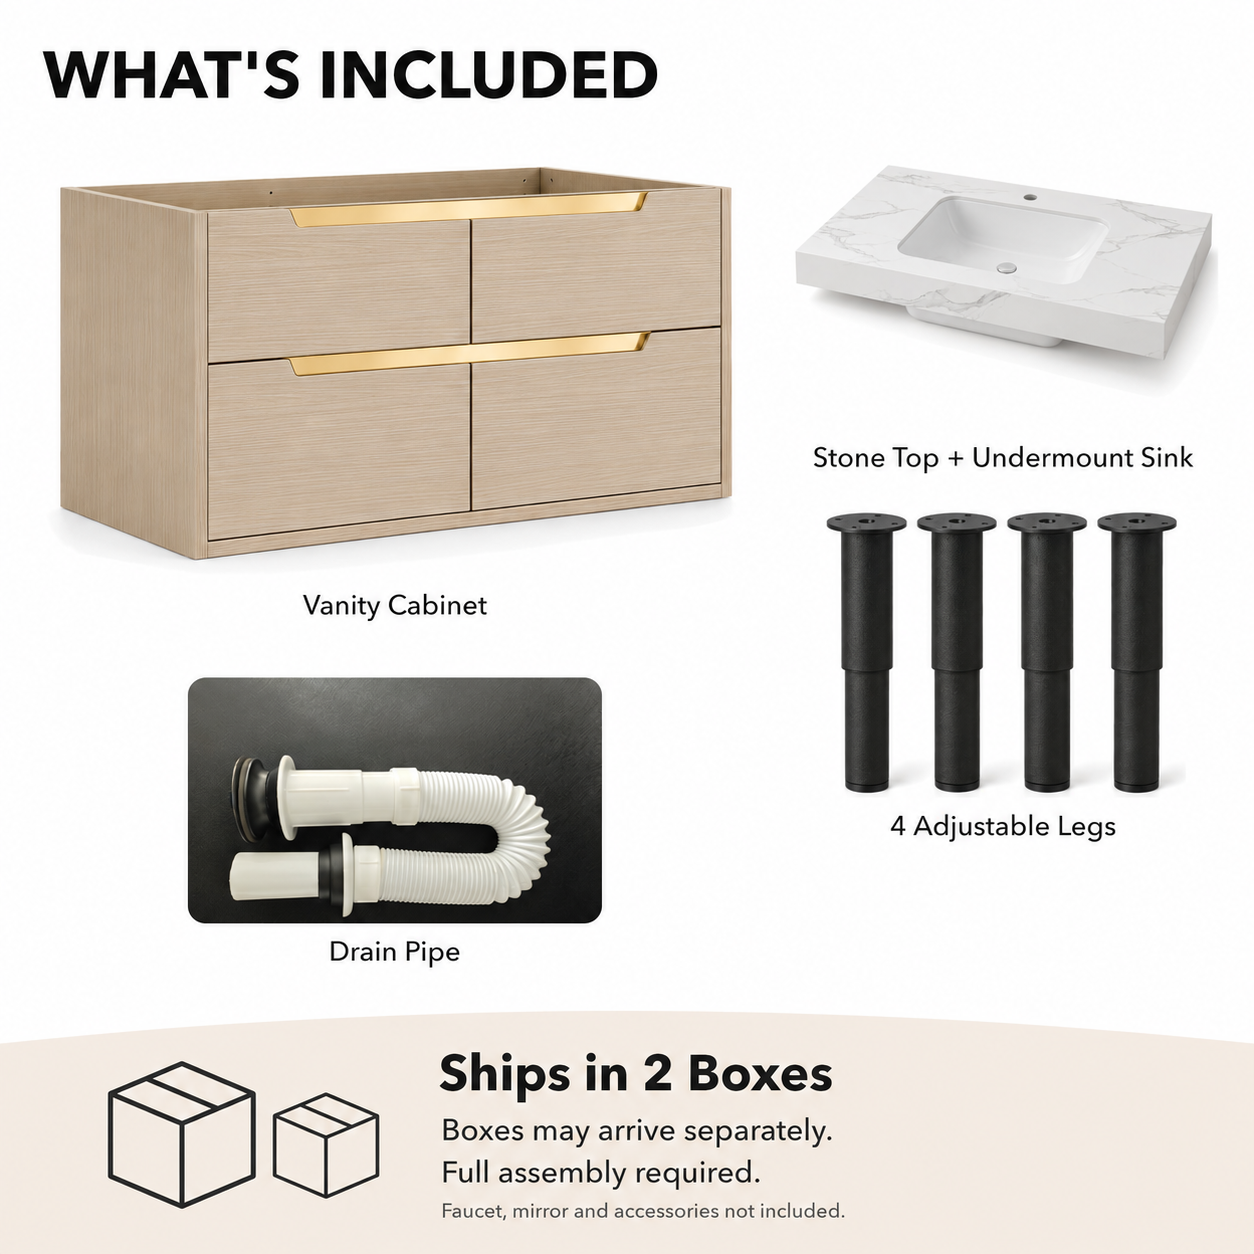 WHAT'S INCLUDED
Stone Top + Undermount Sink
Vanity Cabinet
4 Adjustable Legs
Drain Pipe
Ships in 2 Boxes
Boxes may arrive separately.
Full assembly required.
Faucet, mirror and accessories not included.